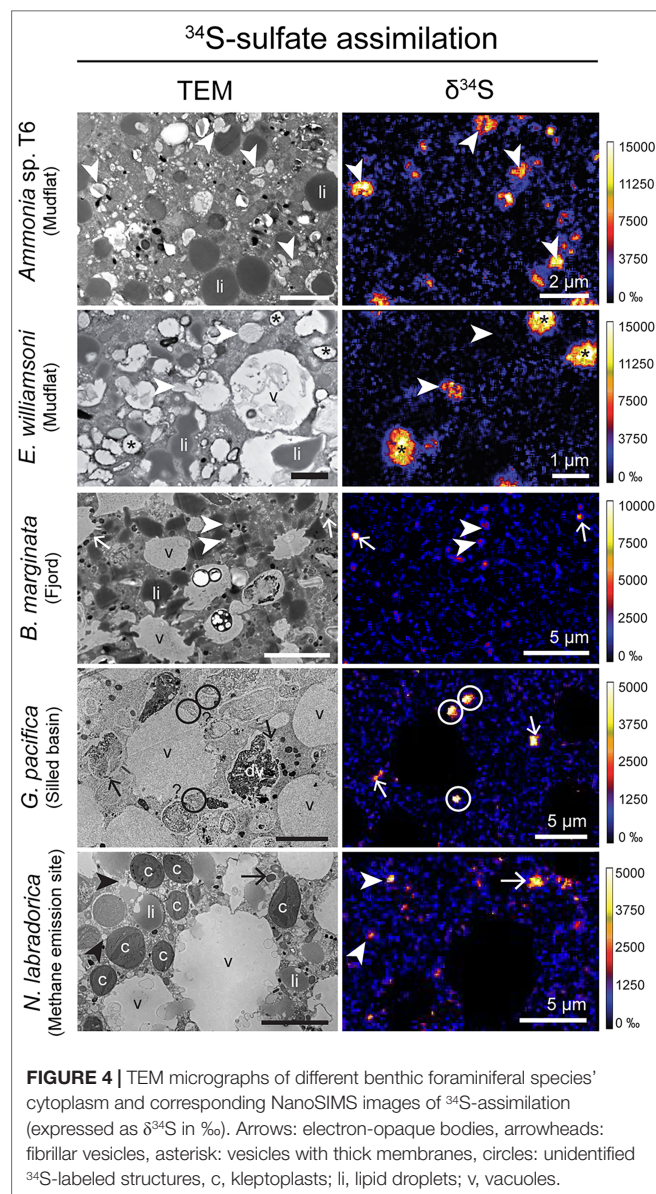 ³⁴S-sulfate assimilation
TEM
δ³⁴S
Ammonia sp. T6
(Mudflat)
li
li
2 µm
15000
11250
7500
3750
0 ‰
E. williamsoni
(Mudflat)
*
*
v
li
*
li
*
*
*
1 µm
15000
11250
7500
3750
0 ‰
B. marginata
(Fjord)
v
li
v
5 µm
10000
7500
5000
2500
0 ‰
G. pacifica
(Silled basin)
?
v
v
dv
?
v
5 µm
5000
3750
2500
1250
0 ‰
N. labradorica
(Methane emission site)
c
c
li
c
c
c
c
c
v
v
li
5 µm
5000
3750
2500
1250
0 ‰
FIGURE 4 | TEM micrographs of different benthic foraminiferal species’
cytoplasm and corresponding NanoSIMS images of ³⁴S-assimilation
(expressed as δ³⁴S in ‰). Arrows: electron-opaque bodies, arrowheads:
fibrillar vesicles, asterisk: vesicles with thick membranes, circles: unidentified
³⁴S-labeled structures, c, kleptoplasts; li, lipid droplets; v, vacuoles.